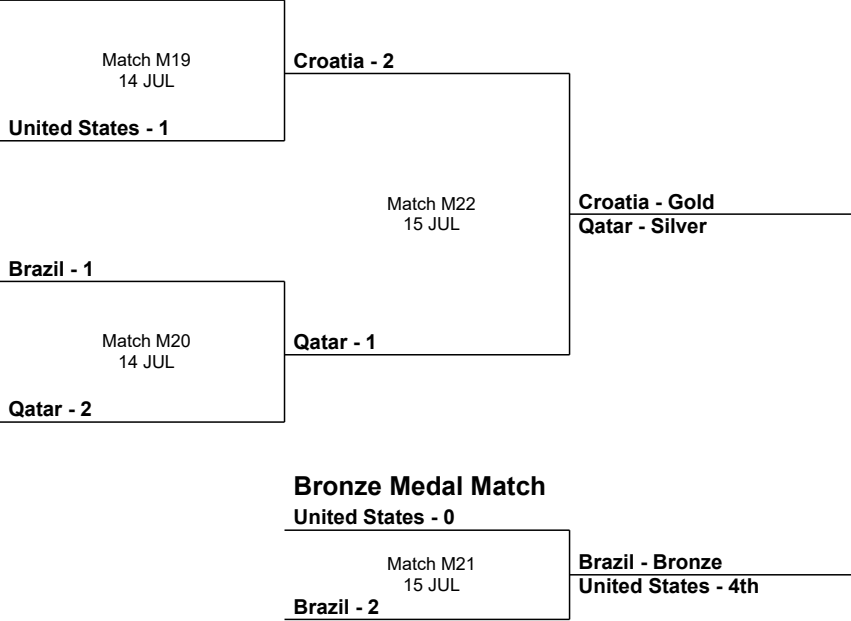 Match M19
14 JUL
Croatia - 2
United States - 1
Match M22
15 JUL
Croatia - Gold
Qatar - Silver
Brazil - 1
Match M20
14 JUL
Qatar - 1
Qatar - 2
Bronze Medal Match
United States - 0
Match M21
15 JUL
Brazil - Bronze
United States - 4th
Brazil - 2